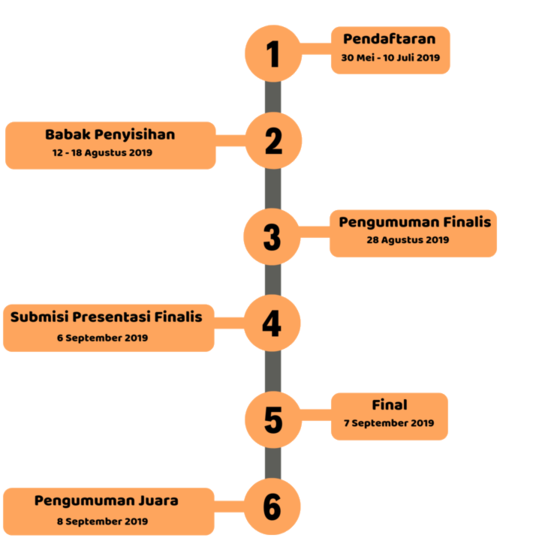 1
Pendaftaran
30 Mei - 10 Juli 2019
2
Babak Penyisihan
12 - 18 Agustus 2019
3
Pengumuman Finalis
28 Agustus 2019
4
Submisi Presentasi Finalis
6 September 2019
5
Final
7 September 2019
6
Pengumuman Juara
8 September 2019